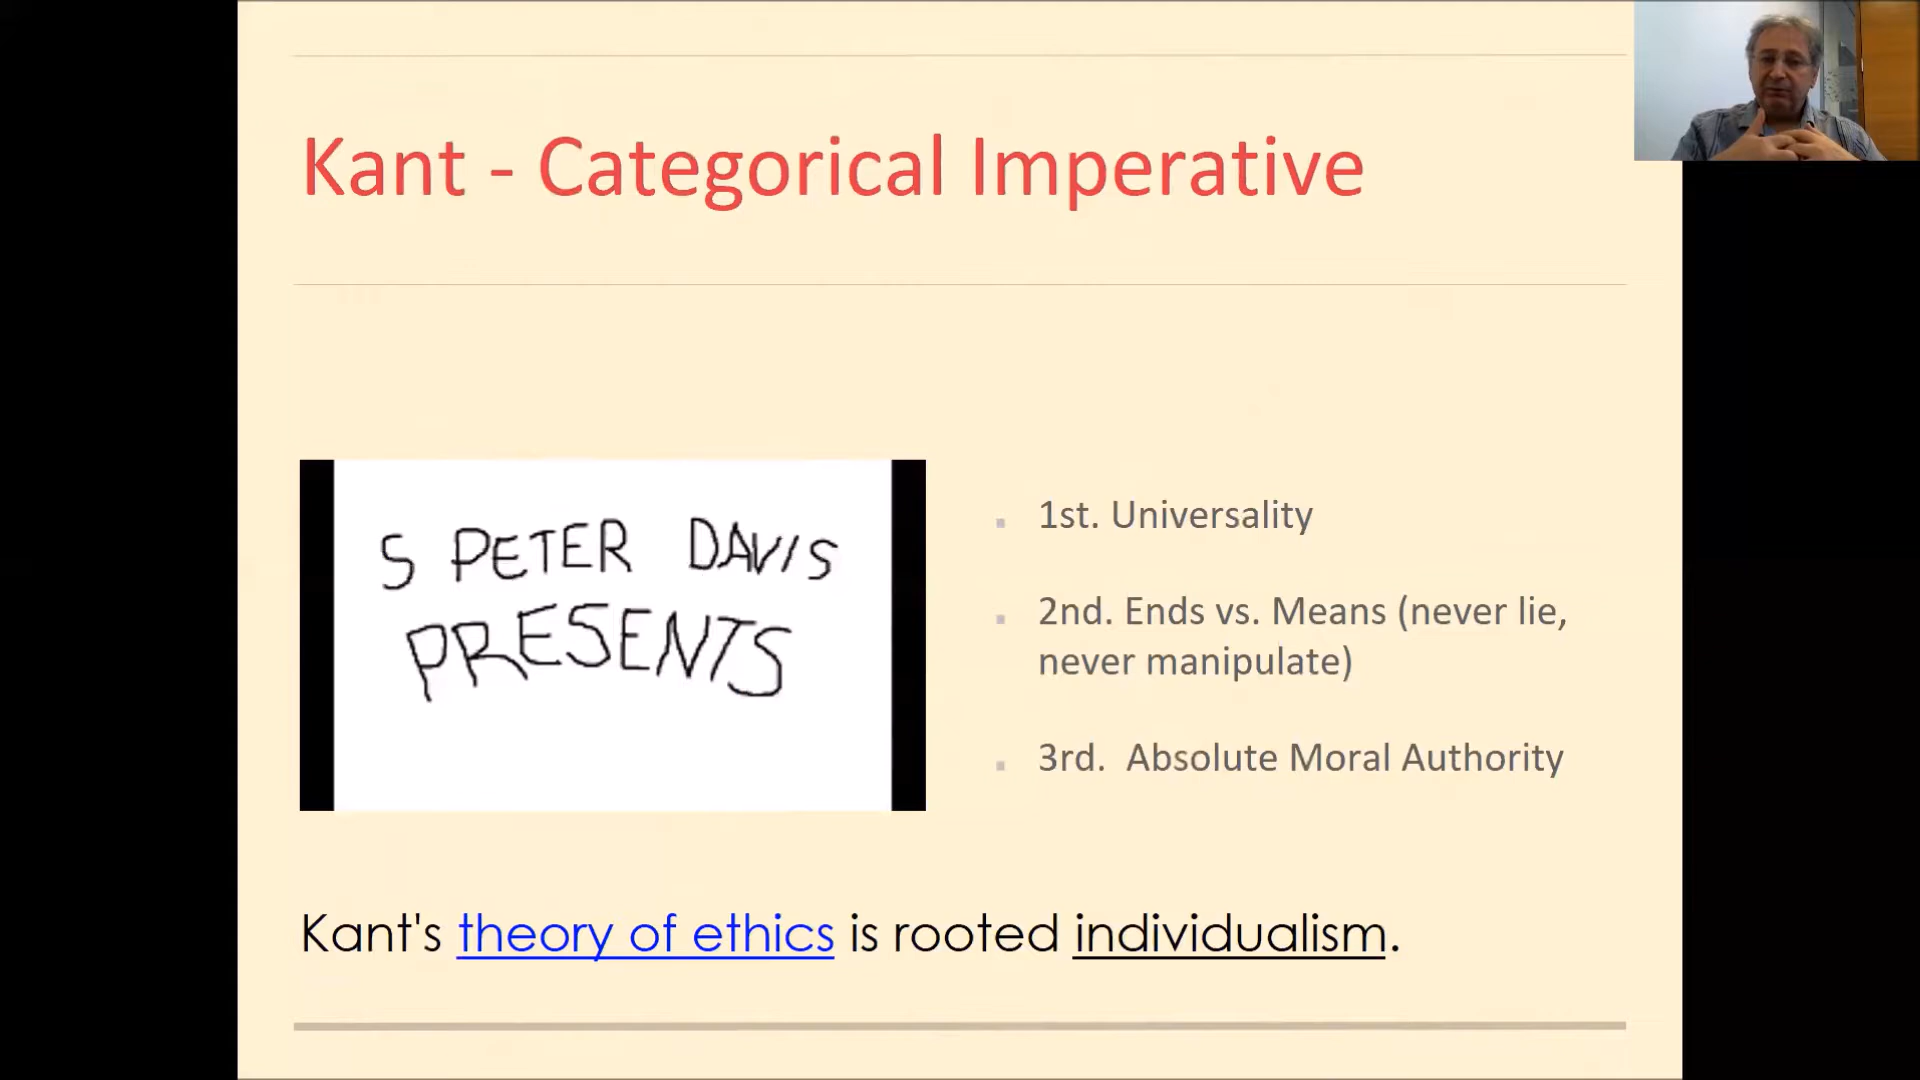 Kant - Categorical Imperative
S PETER DAVIS
PRESENTS
1st. Universality
2nd. Ends vs. Means (never lie,
never manipulate)
3rd. Absolute Moral Authority
Kant's theory of ethics is rooted individualism.